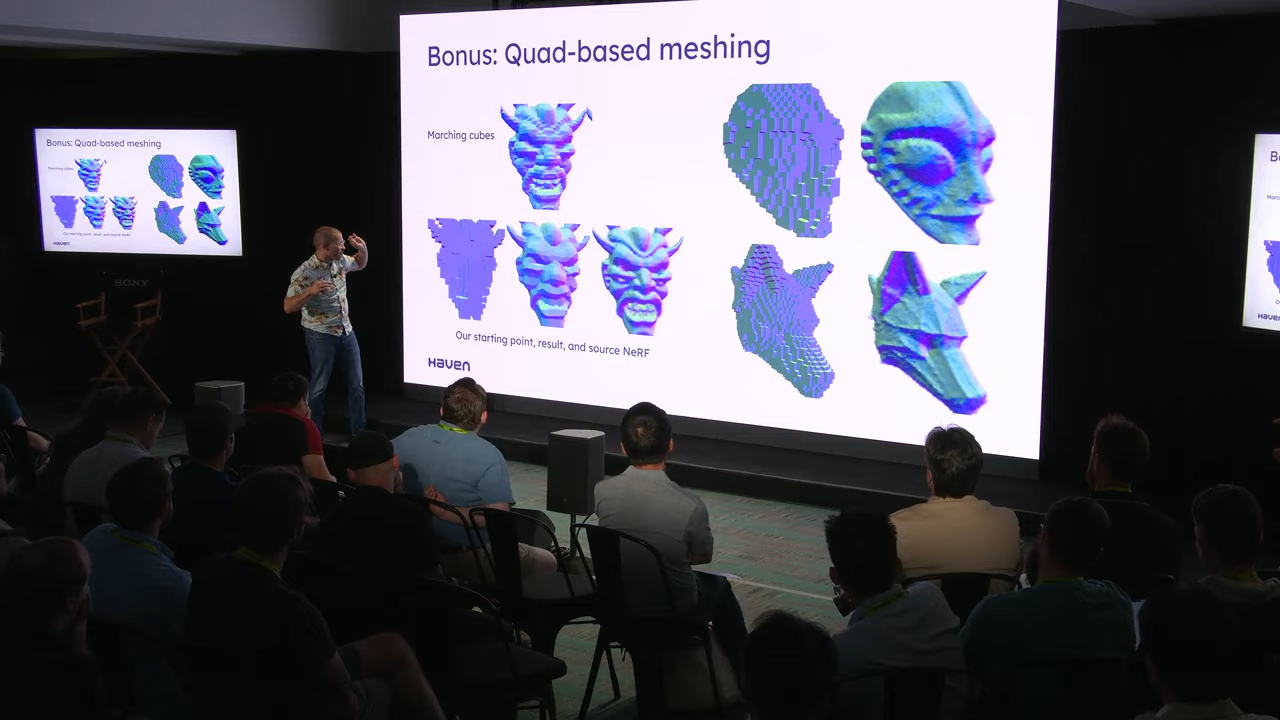 Bonus: Quad-based meshing
Marching cubes
Our starting point, result, and source NeRF
Haven
Bonus: Quad-based meshing
Marching cubes
Our starting point, result, and source NeRF
Haven
SONY
Haven